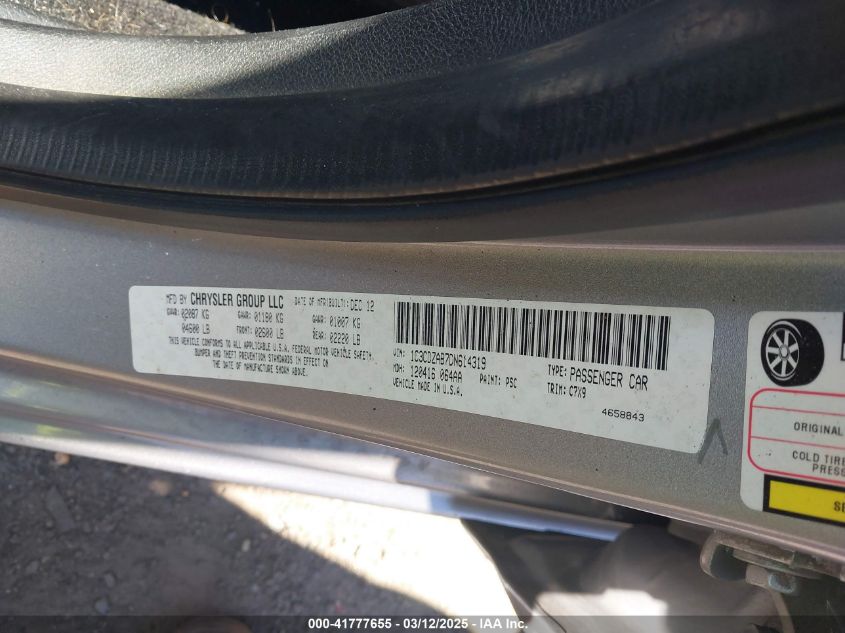 MFD BY CHRYSLER GROUP LLC DATE OF MFR(BUILT): DEC 12
GVWR: 02087 KG GAWR: 01180 KG GAWR: 01007 KG
04600 LB FRONT: 02600 LB REAR: 02220 LB
THIS VEHICLE CONFORMS TO ALL APPLICABLE U.S.A. FEDERAL MOTOR VEHICLE SAFETY,
BUMPER AND THEFT PREVENTION STANDARDS IN EFFECT ON
THE DATE OF MANUFACTURE SHOWN ABOVE.
VIN: 1C3CDZAB7DN614319 TYPE: PASSENGER CAR
MDH: 120416 064AA PAINT: PSC TRIM: C7X9
VEHICLE MADE IN U.S.A.
4658843
ORIGINAL
COLD TIRE
PRESS
000-41777655 - 03/12/2025 - IAA Inc.